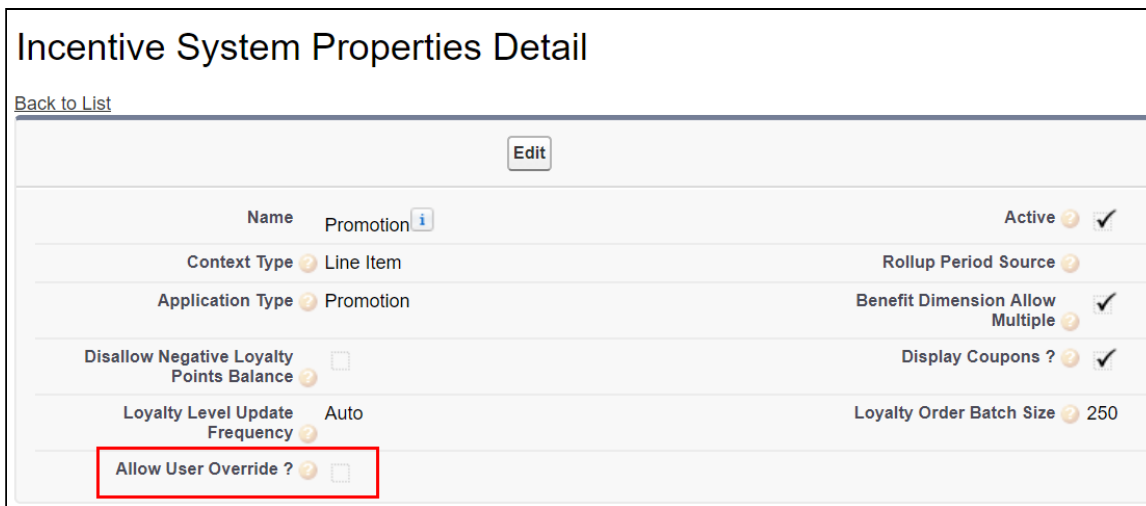 Incentive System Properties Detail
Back to List
Edit
Name Promotion i Active ?
Context Type ? Line Item Rollup Period Source ?
Application Type ? Promotion Benefit Dimension Allow
Multiple ?
Disallow Negative Loyalty Display Coupons ? ?
Points Balance ?
Loyalty Level Update Auto Loyalty Order Batch Size ? 250
Frequency ?
Allow User Override ? ?